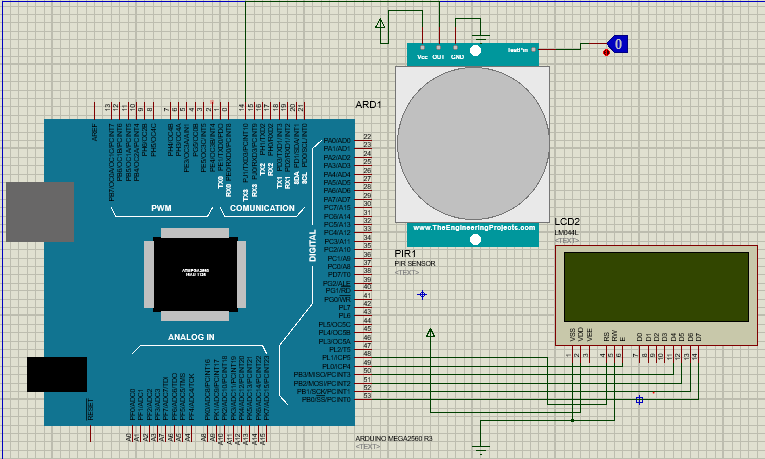 Vcc OUT GND
TestPin
0
ARD1
13 12 11 10 9 8 7 6 5 4 3 2 1 0 14 15 16 17 18 19 20 21
AREF
TX0
RX0
TX3
RX3
TX2
RX2
TX1
RX1
SDA
SCL
PWM
COMUNICATION
DIGITAL
PA0/AD0 22
PA1/AD1 23
PA2/AD2 24
PA3/AD3 25
PA4/AD4 26
PA5/AD5 27
PA6/AD6 28
PA7/AD7 29
PC7/A15 30
PC6/A14 31
PC5/A13 32
PC4/A12 33
PC3/A11 34
PC2/A10 35
PC1/A9 36
PC0/A8 37
PD7/T0 38
PG2/ALE 39
PG1/RD 40
PG0/WR 41
PL7 42
PL6 43
PL5/OC5C 44
PL4/OC5B 45
PL3/OC5A 46
PL2/T5 47
PL1/ICP5 48
PL0/ICP4 49
PB3/MISO/PCINT3 50
PB2/MOSI/PCINT2 51
PB1/SCK/PCINT1 52
PB0/SS/PCINT0 53
www.TheEngineeringProjects.com
PIR1
PIR SENSOR
<TEXT>
LCD2
LM044L
<TEXT>
VSS VDD VEE RS RW E D0 D1 D2 D3 D4 D5 D6 D7
1 2 3 4 5 6 7 8 9 10 11 12 13 14
ANALOG IN
RESET
A0 A1 A2 A3 A4 A5 A6 A7 A8 A9 A10 A11 A12 A13 A14 A15
ARDUINO MEGA2560 R3
<TEXT>